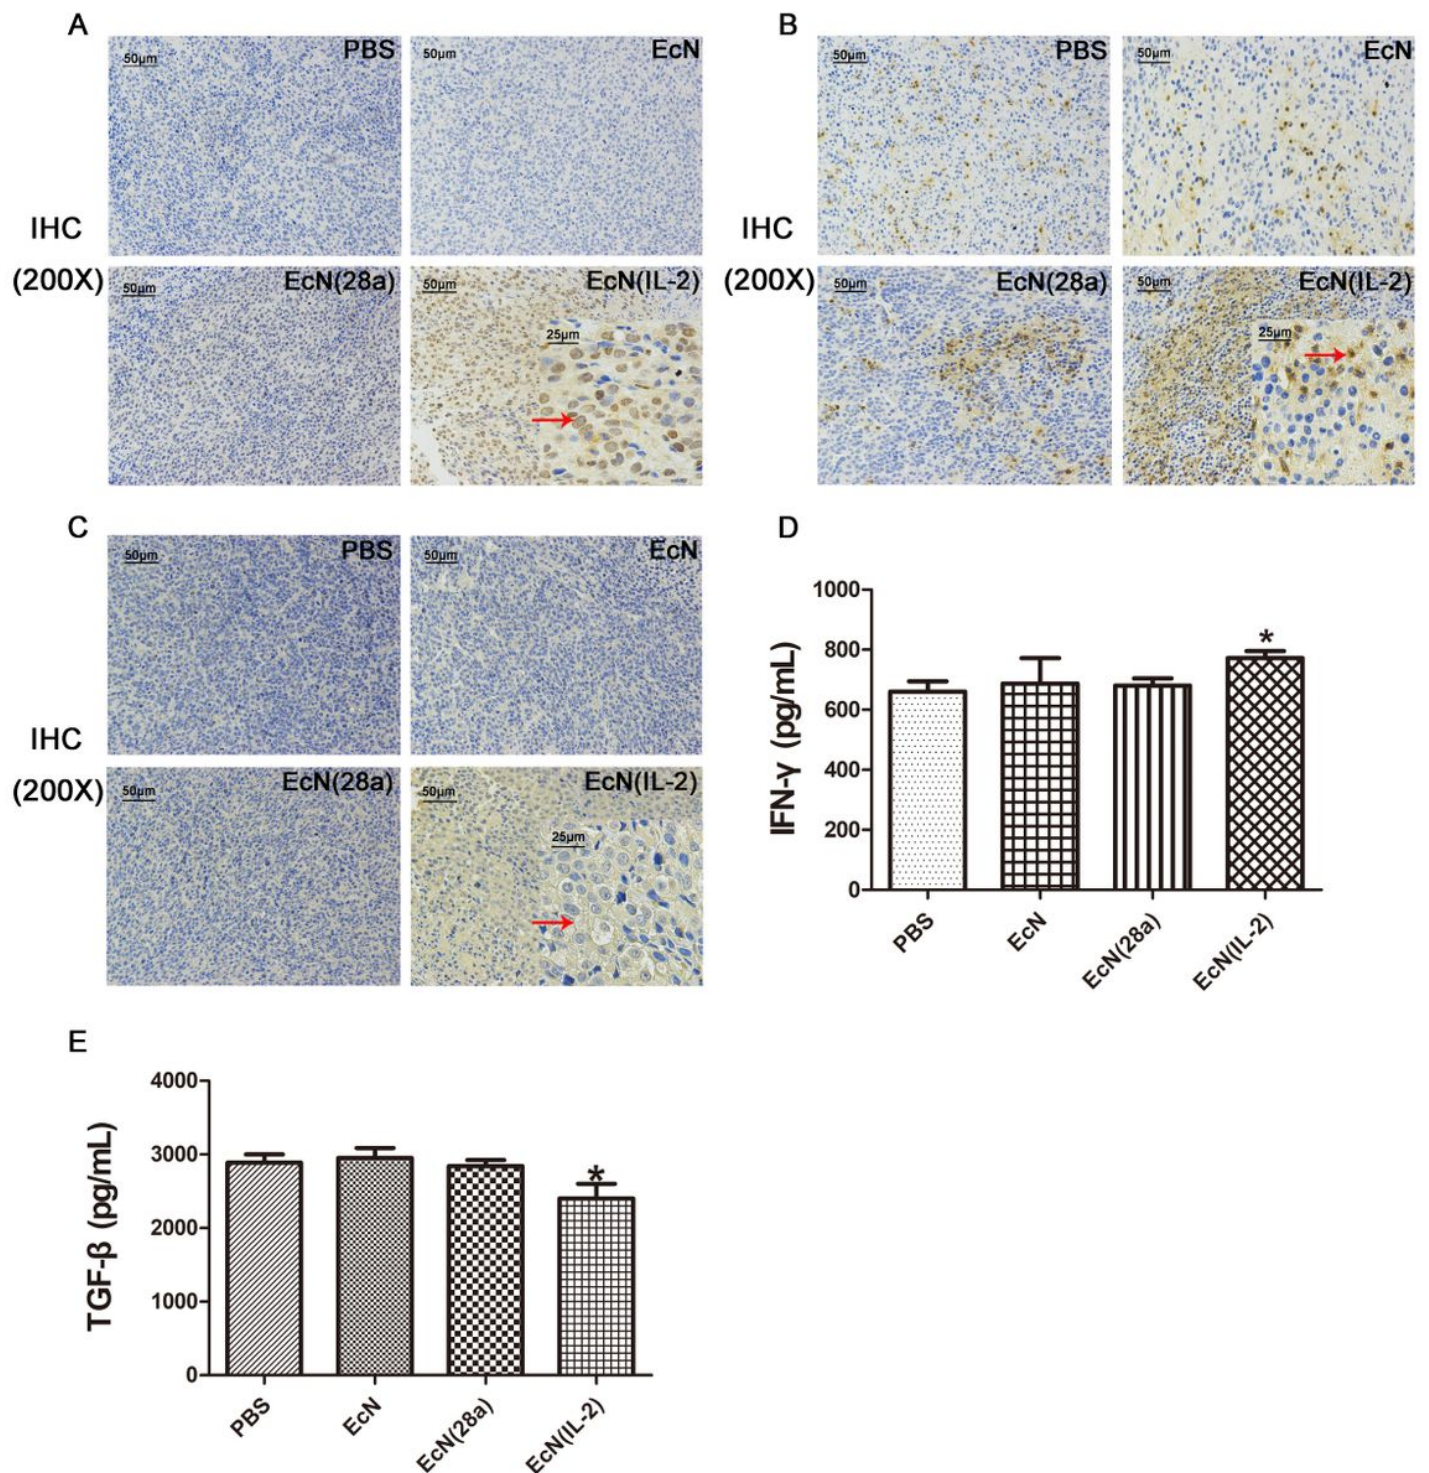 A
50μm
PBS
50μm
EcN
IHC
(200X)
50μm
EcN(28a)
50μm
EcN(IL-2)
25μm
B
50μm
PBS
50μm
EcN
IHC
(200X)
50μm
EcN(28a)
50μm
EcN(IL-2)
25μm
C
50μm
PBS
50μm
EcN
IHC
(200X)
50μm
EcN(28a)
50μm
EcN(IL-2)
25μm
D
IFN-γ (pg/mL)
1000
800
600
400
200
0
*
PBS
EcN
EcN(28a)
EcN(IL-2)
E
TGF-β (pg/mL)
4000
3000
2000
1000
0
*
PBS
EcN
EcN(28a)
EcN(IL-2)